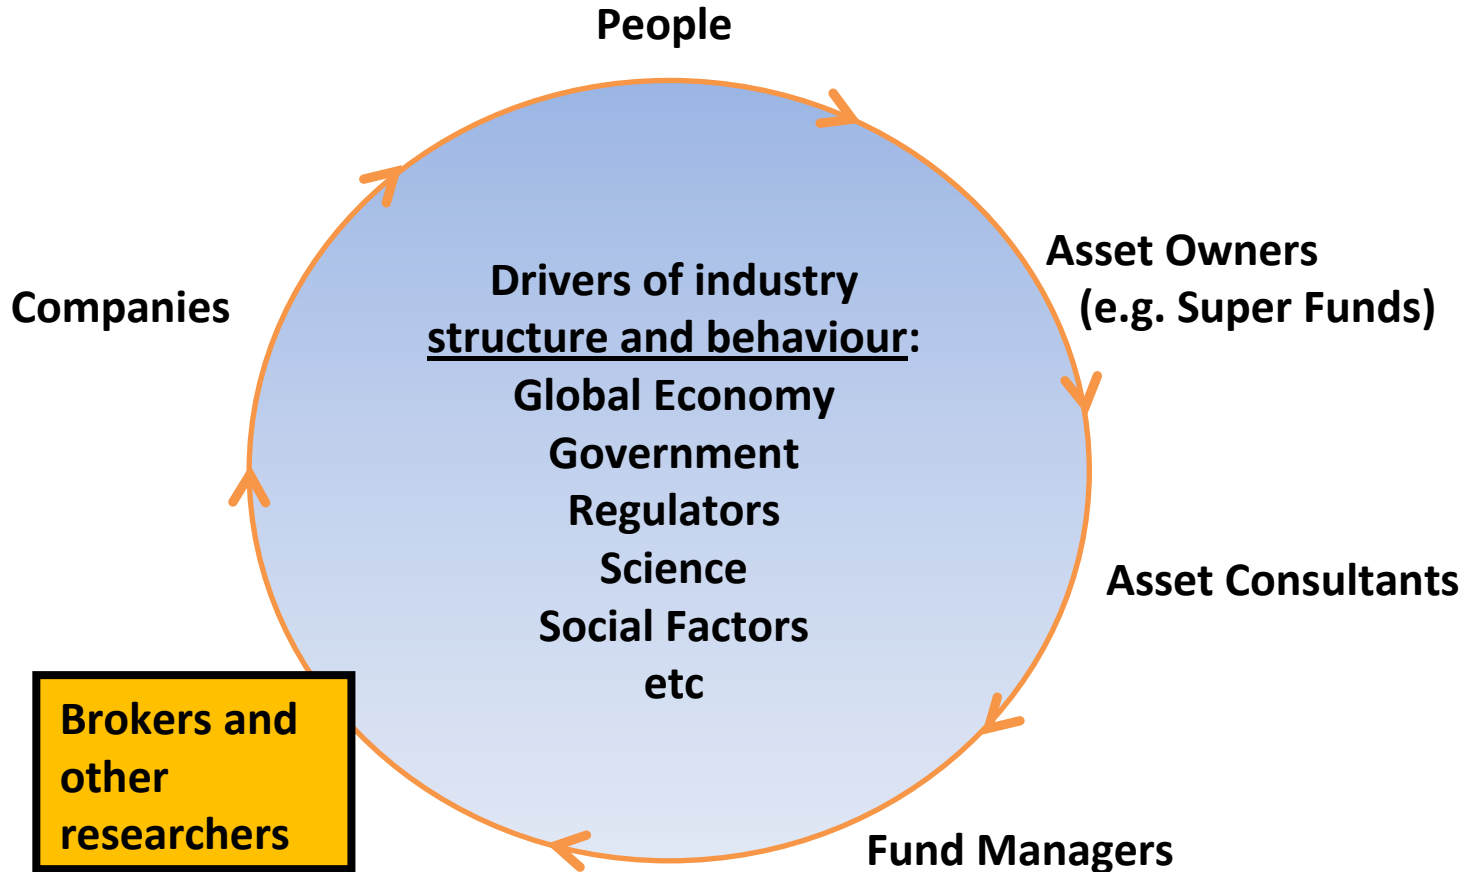 People
Asset Owners
(e.g. Super Funds)
Companies
Drivers of industry
structure and behaviour:
Global Economy
Government
Regulators
Science
Social Factors
etc
Asset Consultants
Brokers and
other
researchers
Fund Managers